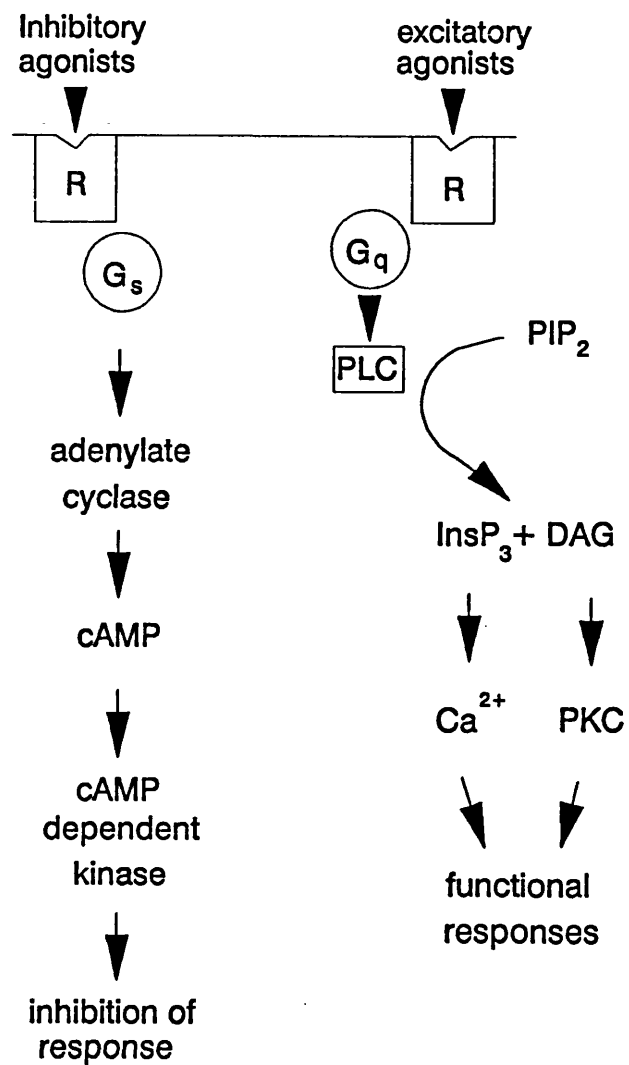 Inhibitory
agonists
R
Gs
adenylate
cyclase
cAMP
cAMP
dependent
kinase
inhibition of
response
excitatory
agonists
R
Gq
PLC
PIP2
InsP3+ DAG
Ca2+ PKC
functional
responses